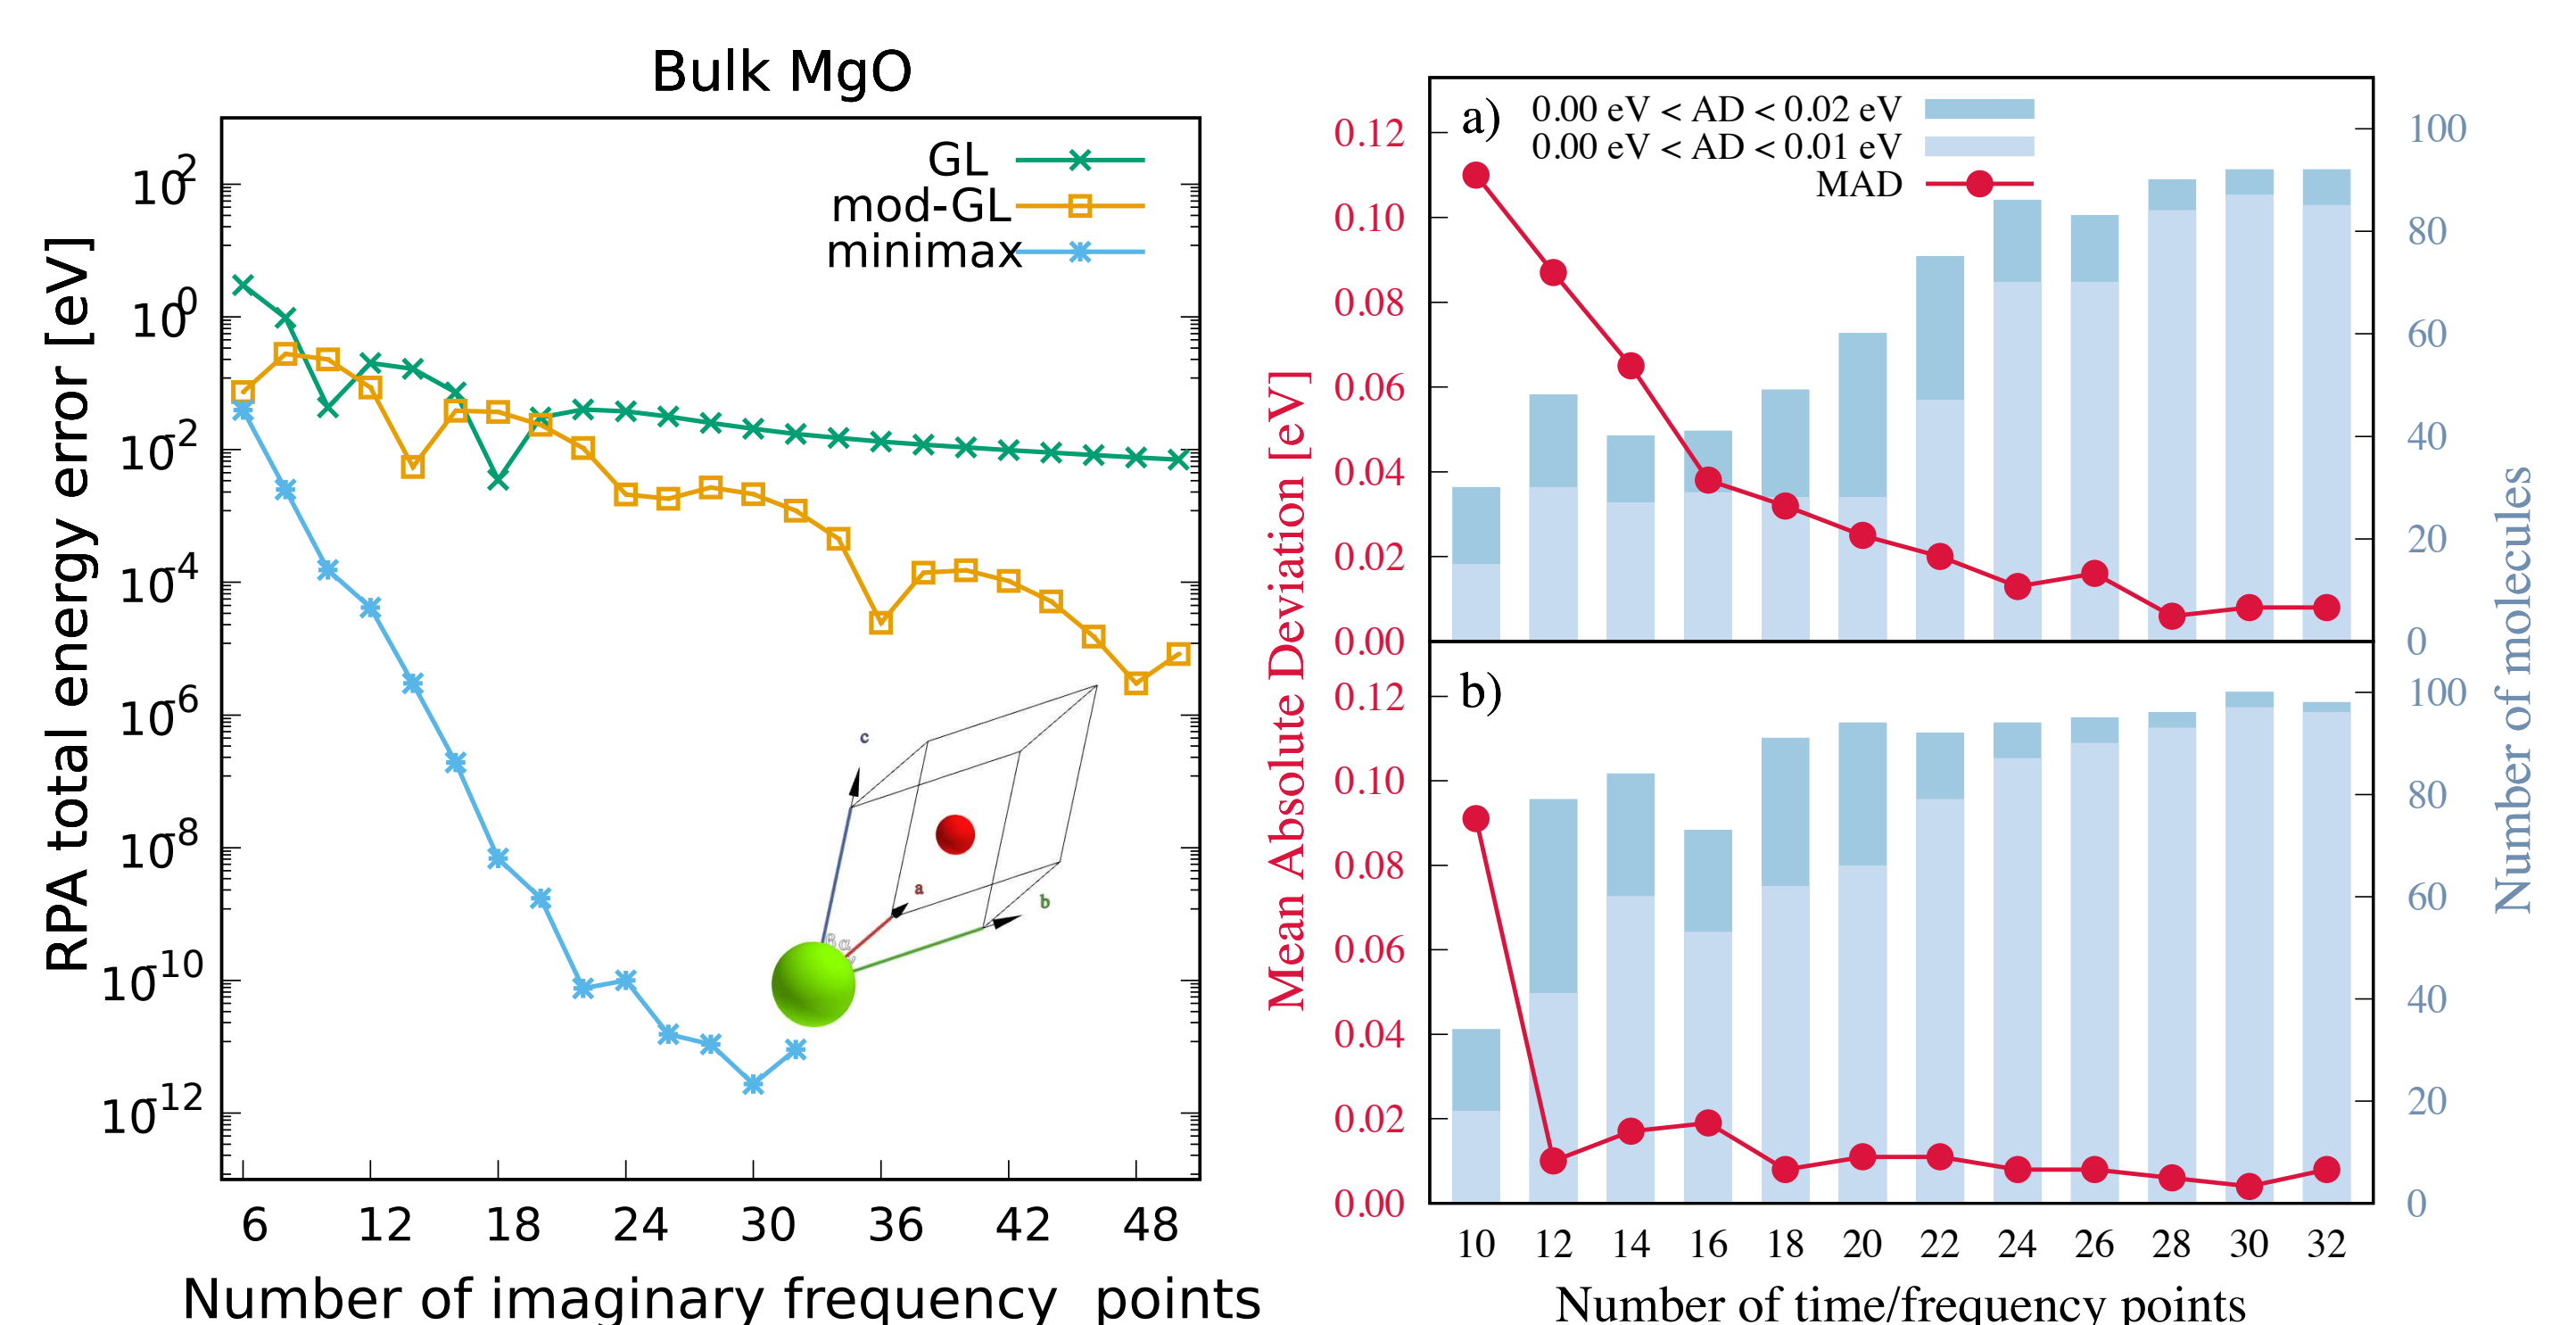 Bulk MgO
GL
mod-GL
minimax
RPA total energy error [eV]
10^2
10^0
10^-2
10^-4
10^-6
10^-8
10^-10
10^-12
6 12 18 24 30 36 42 48
Number of imaginary frequency points
c
a
b
β α
γ
a)
0.00 eV < AD < 0.02 eV
0.00 eV < AD < 0.01 eV
MAD
Mean Absolute Deviation [eV]
0.12
0.10
0.08
0.06
0.04
0.02
0.00
100
80
60
40
20
0
Number of molecules
b)
0.12
0.10
0.08
0.06
0.04
0.02
0.00
100
80
60
40
20
0
10 12 14 16 18 20 22 24 26 28 30 32
Number of time/frequency points